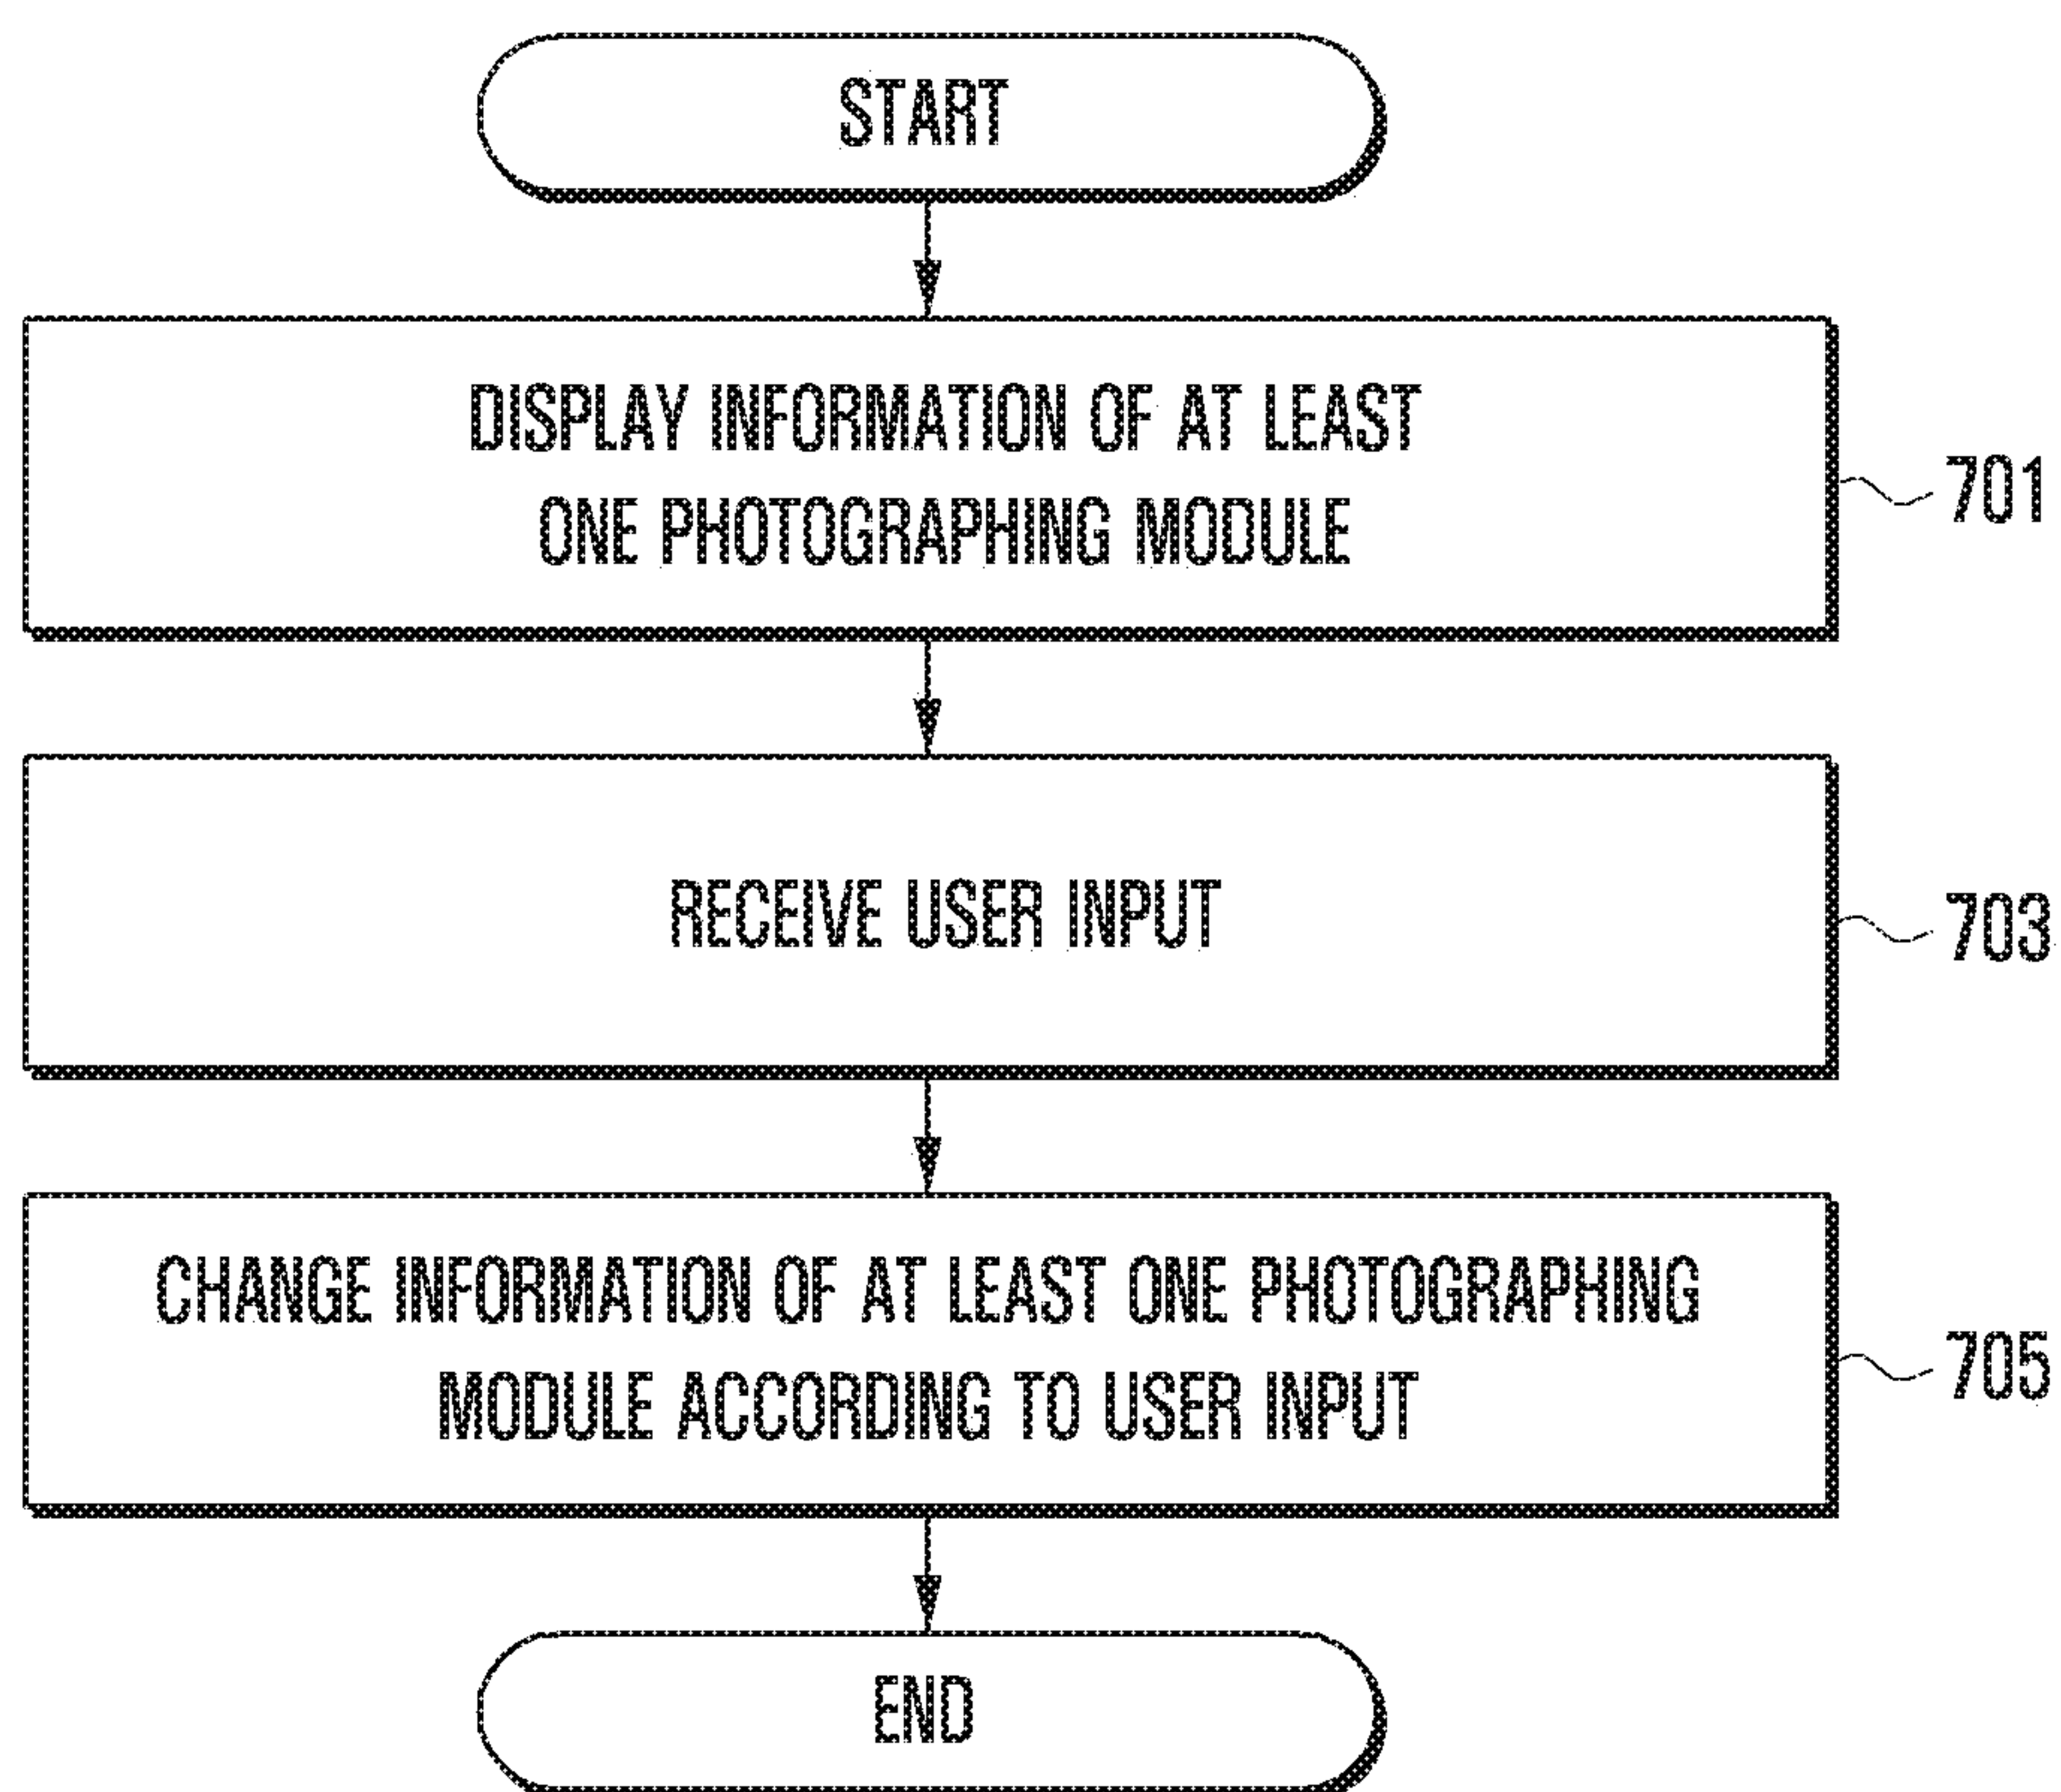 START
DISPLAY INFORMATION OF AT LEAST
ONE PHOTOGRAPHING MODULE
701
RECEIVE USER INPUT
703
CHANGE INFORMATION OF AT LEAST ONE PHOTOGRAPHING
MODULE ACCORDING TO USER INPUT
705
END